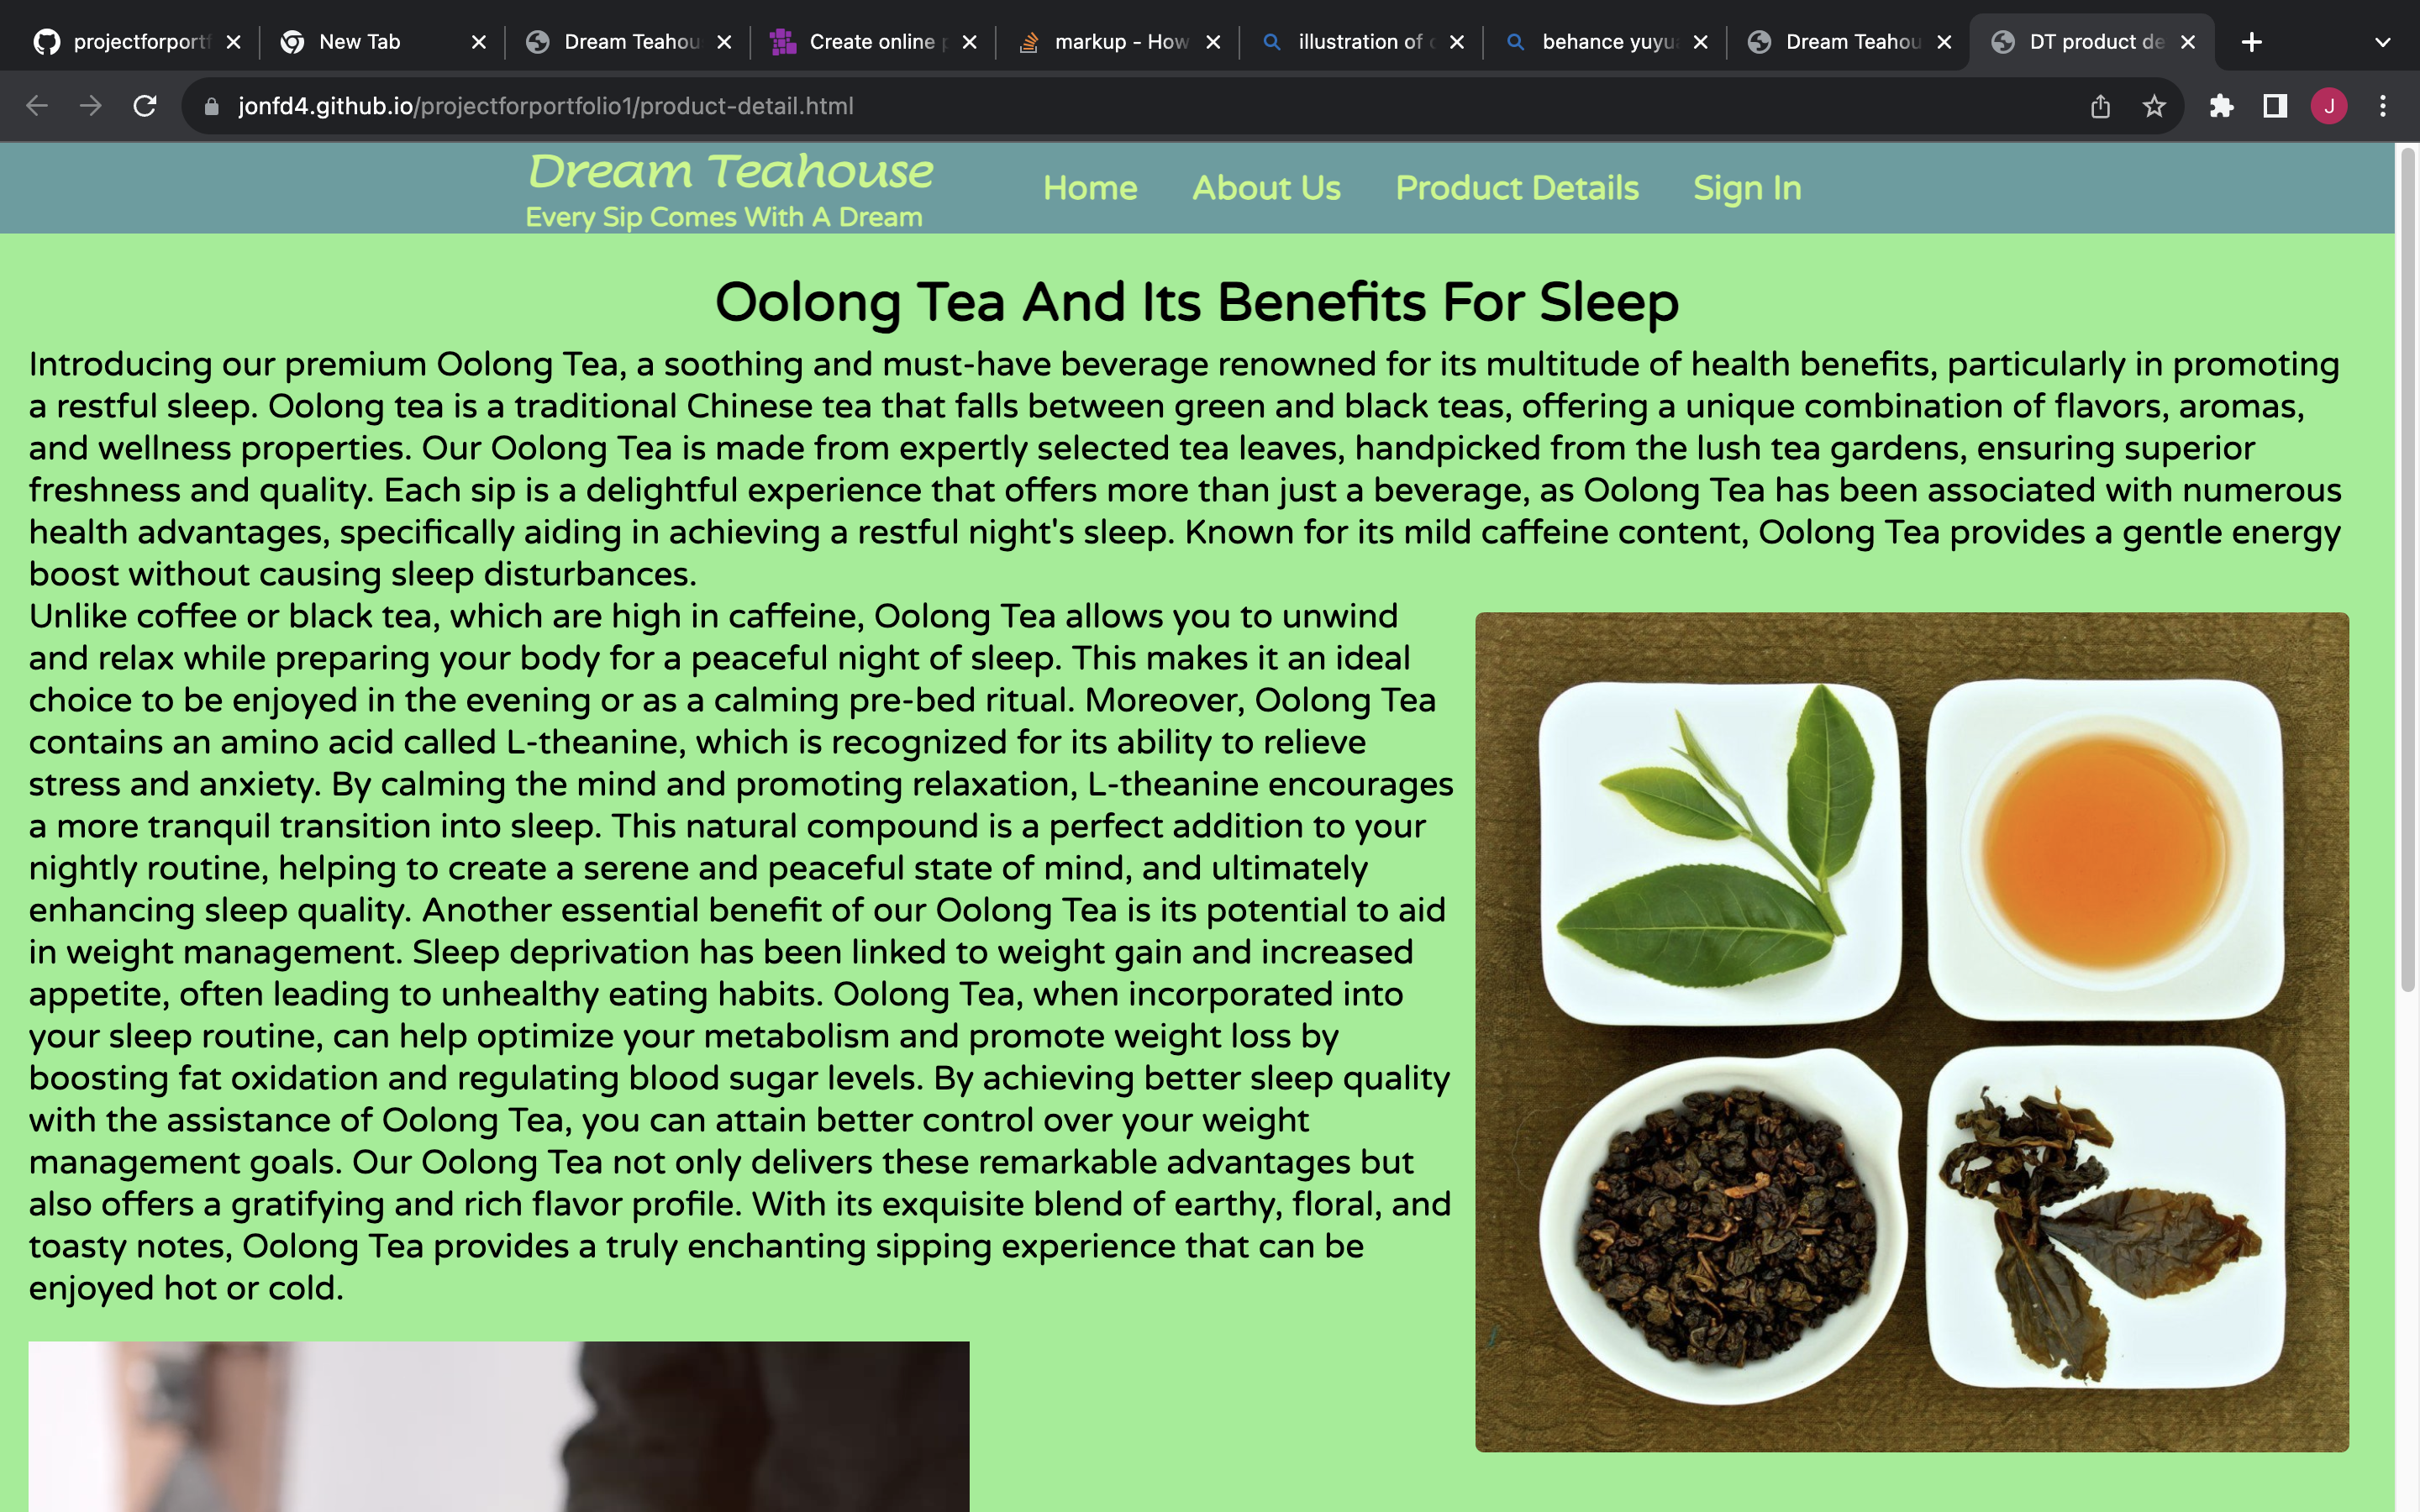 projectforportf
New Tab
Dream Teahou
Create online
markup - How
illustration of
behance yuyu
Dream Teahou
DT product de
jonfd4.github.io/projectforportfolio1/product-detail.html
J
Dream Teahouse
Every Sip Comes With A Dream
Home
About Us
Product Details
Sign In
Oolong Tea And Its Benefits For Sleep
Introducing our premium Oolong Tea, a soothing and must-have beverage renowned for its multitude of health benefits, particularly in promoting
a restful sleep. Oolong tea is a traditional Chinese tea that falls between green and black teas, offering a unique combination of flavors, aromas,
and wellness properties. Our Oolong Tea is made from expertly selected tea leaves, handpicked from the lush tea gardens, ensuring superior
freshness and quality. Each sip is a delightful experience that offers more than just a beverage, as Oolong Tea has been associated with numerous
health advantages, specifically aiding in achieving a restful night's sleep. Known for its mild caffeine content, Oolong Tea provides a gentle energy
boost without causing sleep disturbances.
Unlike coffee or black tea, which are high in caffeine, Oolong Tea allows you to unwind
and relax while preparing your body for a peaceful night of sleep. This makes it an ideal
choice to be enjoyed in the evening or as a calming pre-bed ritual. Moreover, Oolong Tea
contains an amino acid called L-theanine, which is recognized for its ability to relieve
stress and anxiety. By calming the mind and promoting relaxation, L-theanine encourages
a more tranquil transition into sleep. This natural compound is a perfect addition to your
nightly routine, helping to create a serene and peaceful state of mind, and ultimately
enhancing sleep quality. Another essential benefit of our Oolong Tea is its potential to aid
in weight management. Sleep deprivation has been linked to weight gain and increased
appetite, often leading to unhealthy eating habits. Oolong Tea, when incorporated into
your sleep routine, can help optimize your metabolism and promote weight loss by
boosting fat oxidation and regulating blood sugar levels. By achieving better sleep quality
with the assistance of Oolong Tea, you can attain better control over your weight
management goals. Our Oolong Tea not only delivers these remarkable advantages but
also offers a gratifying and rich flavor profile. With its exquisite blend of earthy, floral, and
toasty notes, Oolong Tea provides a truly enchanting sipping experience that can be
enjoyed hot or cold.